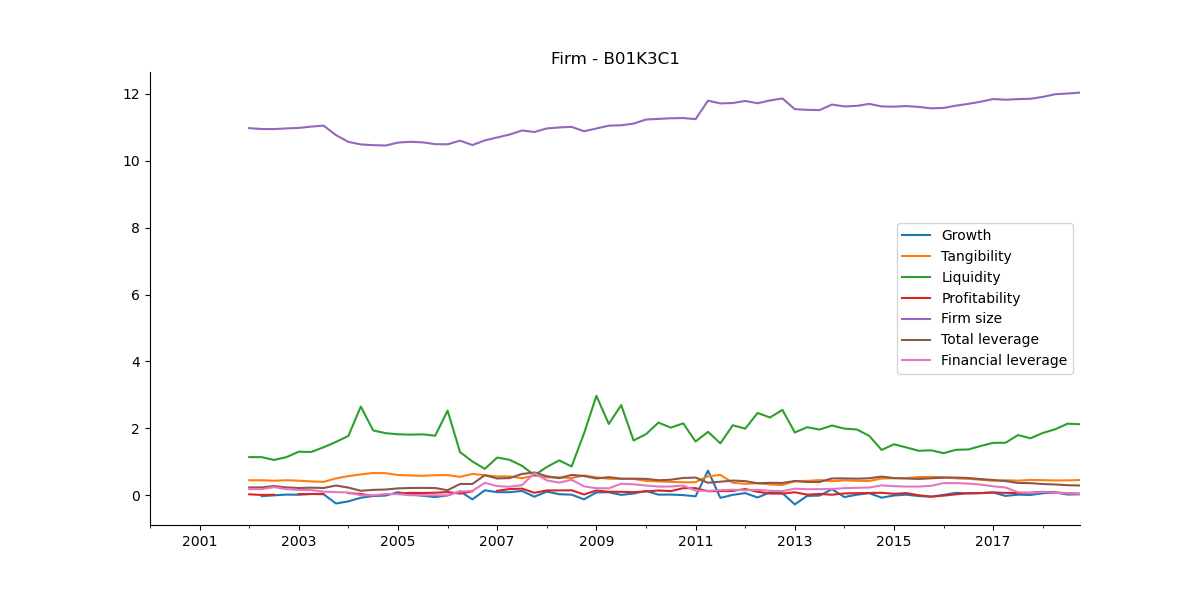 Firm - B01K3C1
12
10
8
6
4
2
0
Growth
Tangibility
Liquidity
Profitability
Firm size
Total leverage
Financial leverage
2001 2003 2005 2007 2009 2011 2013 2015 2017